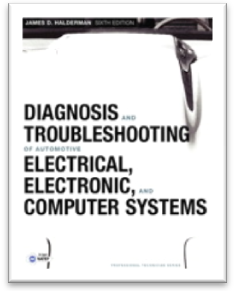 JAMES D. HALDERMAN SIXTH EDITION
DIAGNOSIS AND
TROUBLESHOOTING
OF AUTOMOTIVE
ELECTRICAL,
ELECTRONIC, AND
COMPUTER SYSTEMS
PROFESSIONAL TECHNICIAN SERIES